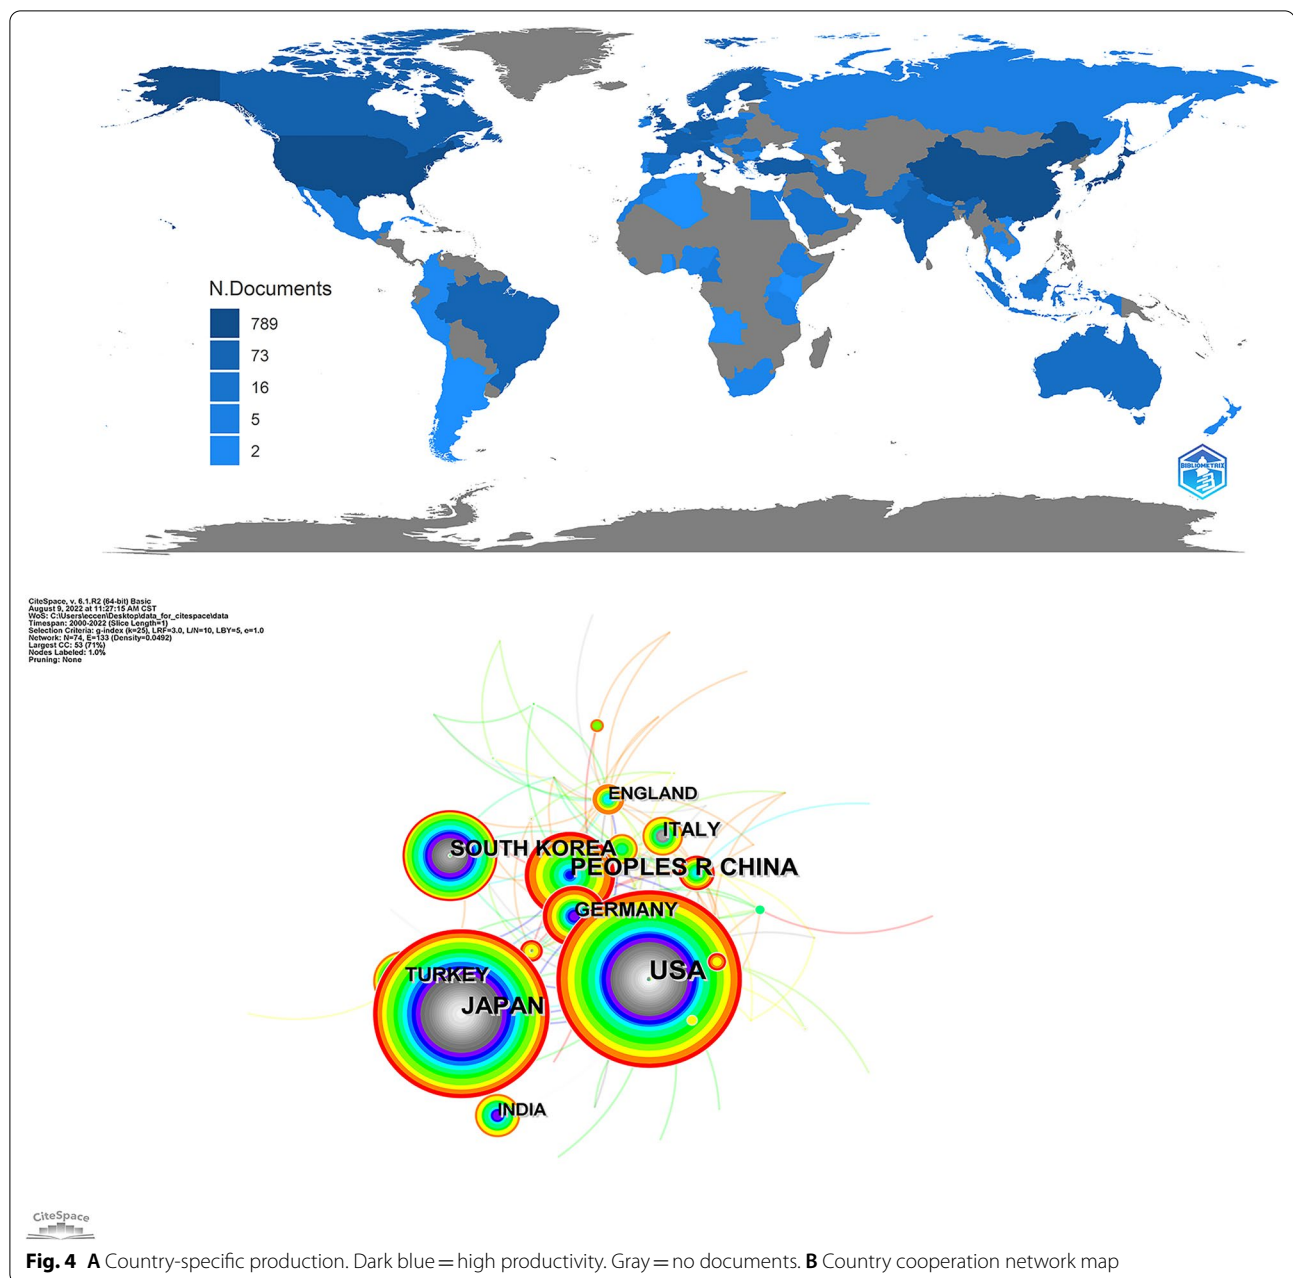 N.Documents
789
73
16
5
2
BIBLIOMETRIX
CiteSpace, v. 6.1.R2 (64-bit) Basic
August 9, 2022 at 11:27:15 AM CST
WoS: C:\Users\eccen\Desktop\data_for_citespace\data
Timespan: 2000-2022 (Slice Length=1)
Selection Criteria: g-index (k=25), LRF=3.0, L/N=10, LBY=5, e=1.0
Network: N=74, E=133 (Density=0.0492)
Largest CC: 53 (71%)
Nodes Labeled: 1.0%
Pruning: None
ENGLAND
ITALY
SOUTH KOREA
PEOPLES R CHINA
GERMANY
USA
TURKEY
JAPAN
INDIA
CiteSpace
Fig. 4 A Country-specific production. Dark blue = high productivity. Gray = no documents. B Country cooperation network map